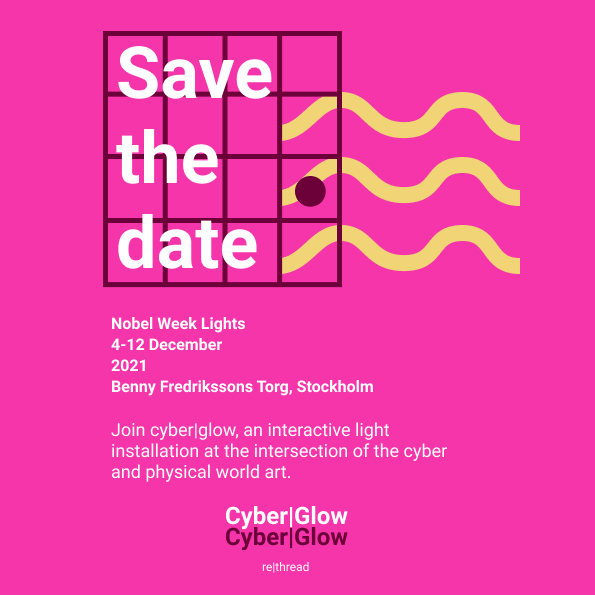 Save
the
date
Nobel Week Lights
4-12 December
2021
Benny Fredrikssons Torg, Stockholm
Join cyber|glow, an interactive light
installation at the intersection of the cyber
and physical world art.
Cyber|Glow
Cyber|Glow
re|thread